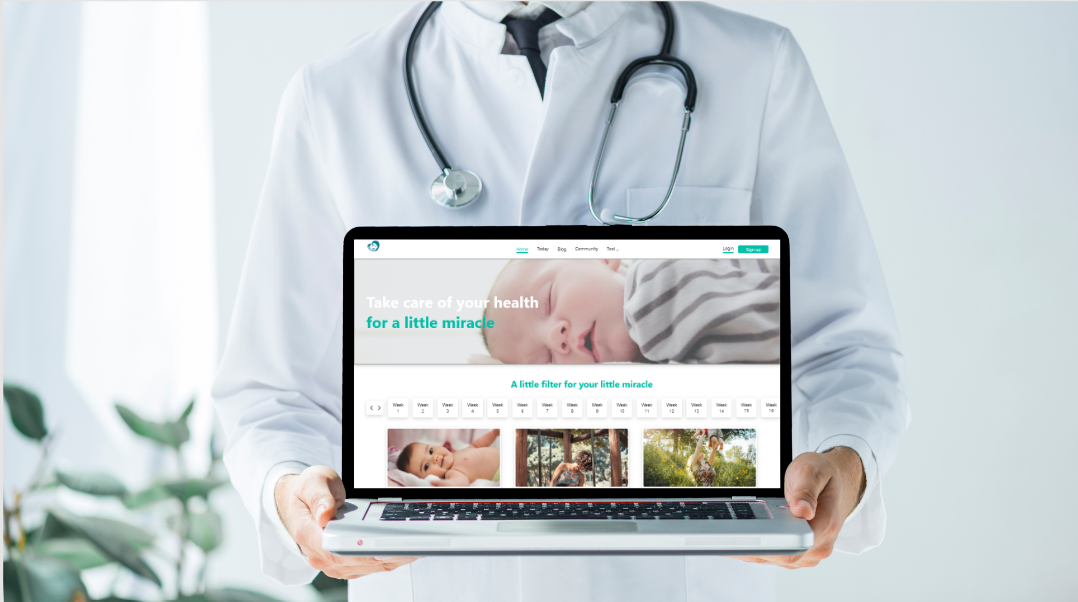 Home Today Blog Community Tool Login Sign up
Take care of your health
for a little miracle
A little filter for your little miracle
Week 1
Week 2
Week 3
Week 4
Week 5
Week 6
Week 7
Week 8
Week 9
Week 10
Week 11
Week 12
Week 13
Week 14
Week 15
Week 16